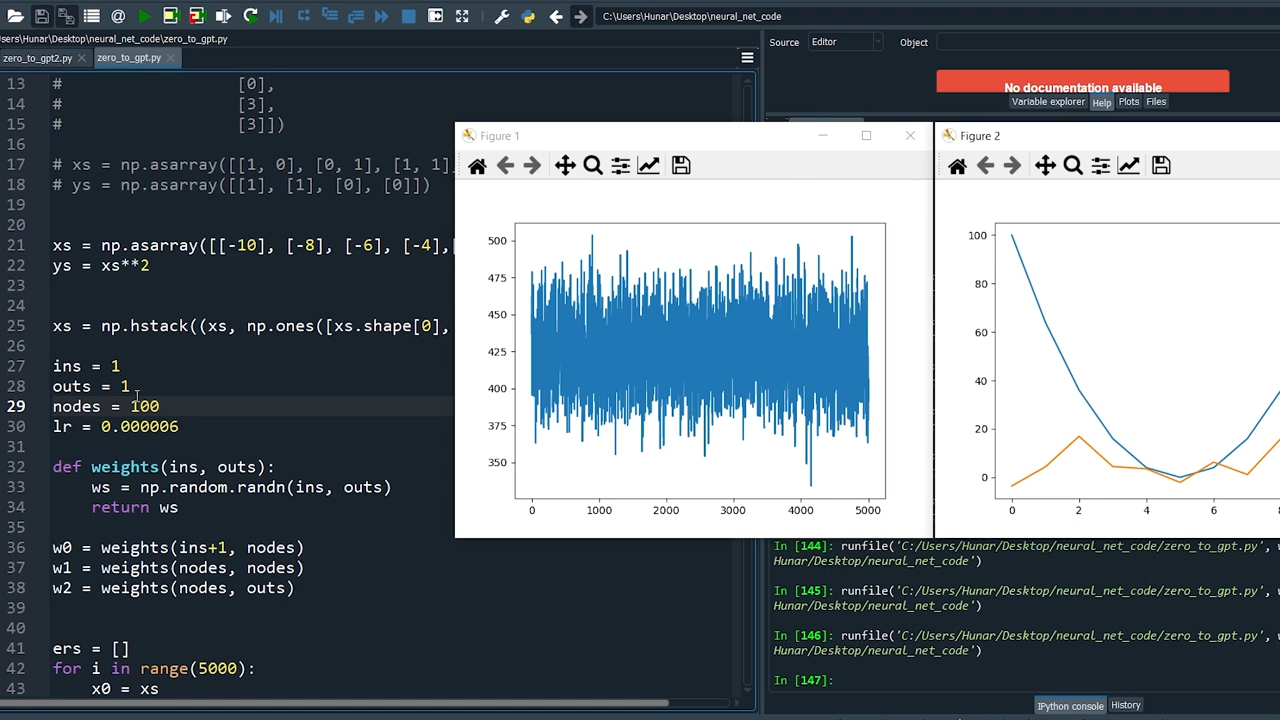 C:\Users\Hunar\Desktop\neural_net_code
sers\Hunar\Desktop\neural_net_code\zero_to_gpt.py
zero_to_gpt2.py
zero_to_gpt.py
Source
Editor
Object
No documentation available
Variable explorer
Help
Plots
Files
13 # [0],
14 # [3],
15 # [3]])
16
17 # xs = np.asarray([[1, 0], [0, 1], [1, 1]
18 # ys = np.asarray([[1], [1], [0], [0]])
19
20
21 xs = np.asarray([[-10], [-8], [-6], [-4],
22 ys = xs**2
23
24
25 xs = np.hstack((xs, np.ones([xs.shape[0],
26
27 ins = 1
28 outs = 1
29 nodes = 100
30 lr = 0.000006
31
32 def weights(ins, outs):
33 ws = np.random.randn(ins, outs)
34 return ws
35
36 w0 = weights(ins+1, nodes)
37 w1 = weights(nodes, nodes)
38 w2 = weights(nodes, outs)
39
40
41 ers = []
42 for i in range(5000):
43 x0 = xs
Figure 1
500
475
450
425
400
375
350
0 1000 2000 3000 4000 5000
Figure 2
100
80
60
40
20
0
0 2 4 6
In [144]: runfile('C:/Users/Hunar/Desktop/neural_net_code/zero_to_gpt.py',
Hunar/Desktop/neural_net_code')
In [145]: runfile('C:/Users/Hunar/Desktop/neural_net_code/zero_to_gpt.py',
Hunar/Desktop/neural_net_code')
In [146]: runfile('C:/Users/Hunar/Desktop/neural_net_code/zero_to_gpt.py',
Hunar/Desktop/neural_net_code')
In [147]:
IPython console
History